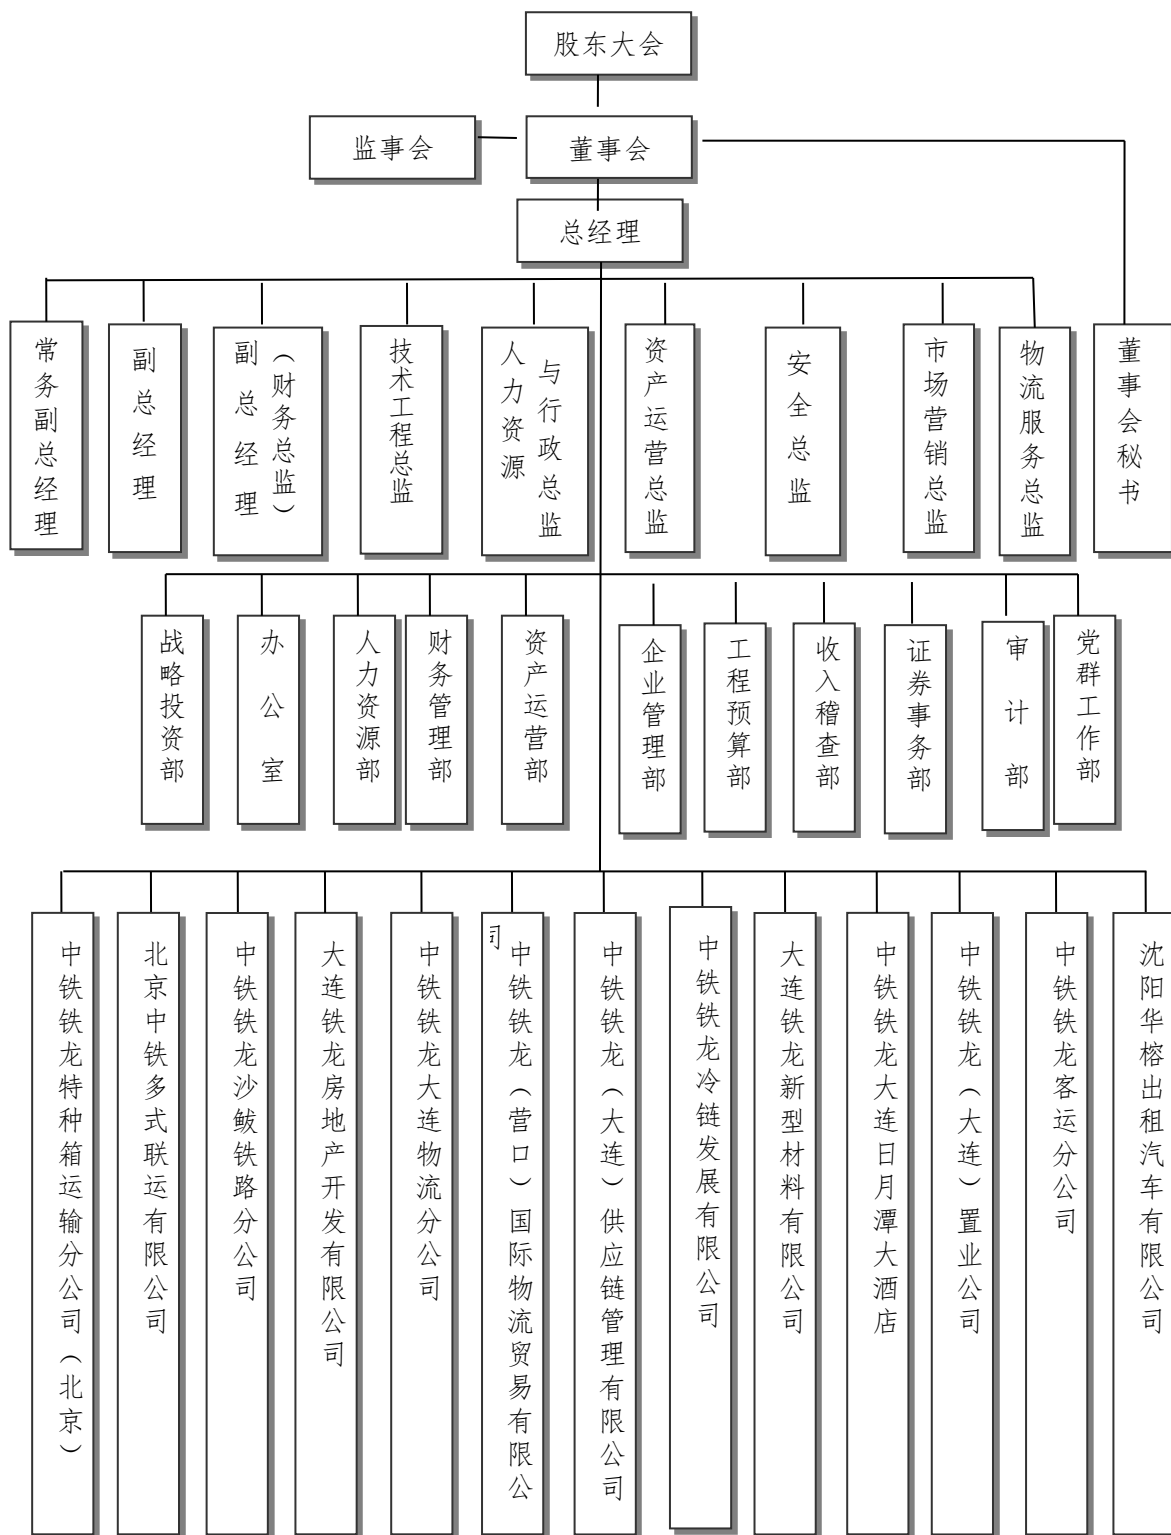 股东大会
监事会
董事会
总经理
常务副总经理
副总经理
副总经理
（财务总监）
技术工程总监
人力资源
与行政总监
资产运营总监
安全总监
市场营销总监
物流服务总监
董事会秘书
战略投资部
办公室
人力资源部
财务管理部
资产运营部
企业管理部
工程预算部
收入稽查部
证券事务部
审计部
党群工作部
中铁铁龙特种箱运输分公司（北京）
北京中铁多式联运有限公司
中铁铁龙沙鲅铁路分公司
大连铁龙房地产开发有限公司
中铁铁龙大连物流分公司
中铁铁龙（营口）国际物流贸易有限公
司
中铁铁龙（大连）供应链管理有限公司
中铁铁龙冷链发展有限公司
大连铁龙新型材料有限公司
中铁铁龙大连日月潭大酒店
中铁铁龙（大连）置业公司
中铁铁龙客运分公司
沈阳华榕出租汽车有限公司